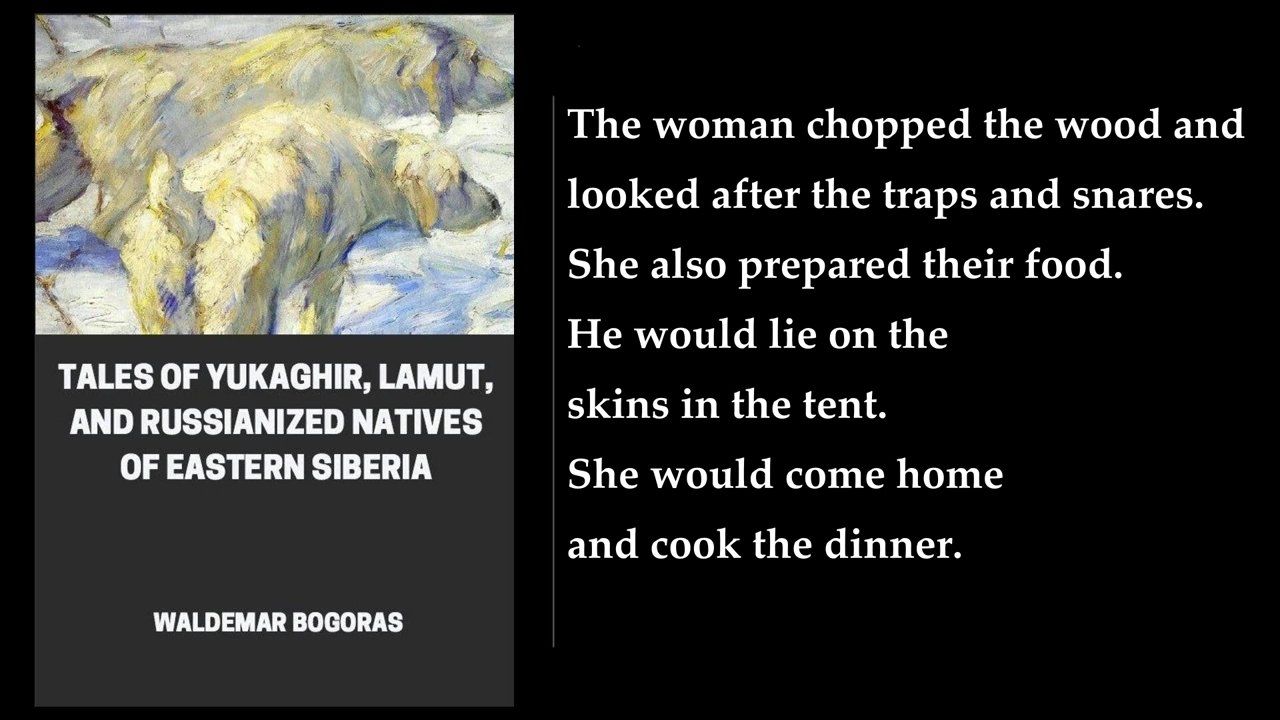 TALES OF YUKAGHIR, LAMUT,
AND RUSSIANIZED NATIVES
OF EASTERN SIBERIA
WALDEMAR BOGORAS
The woman chopped the wood and
looked after the traps and snares.
She also prepared their food.
He would lie on the
skins in the tent.
She would come home
and cook the dinner.